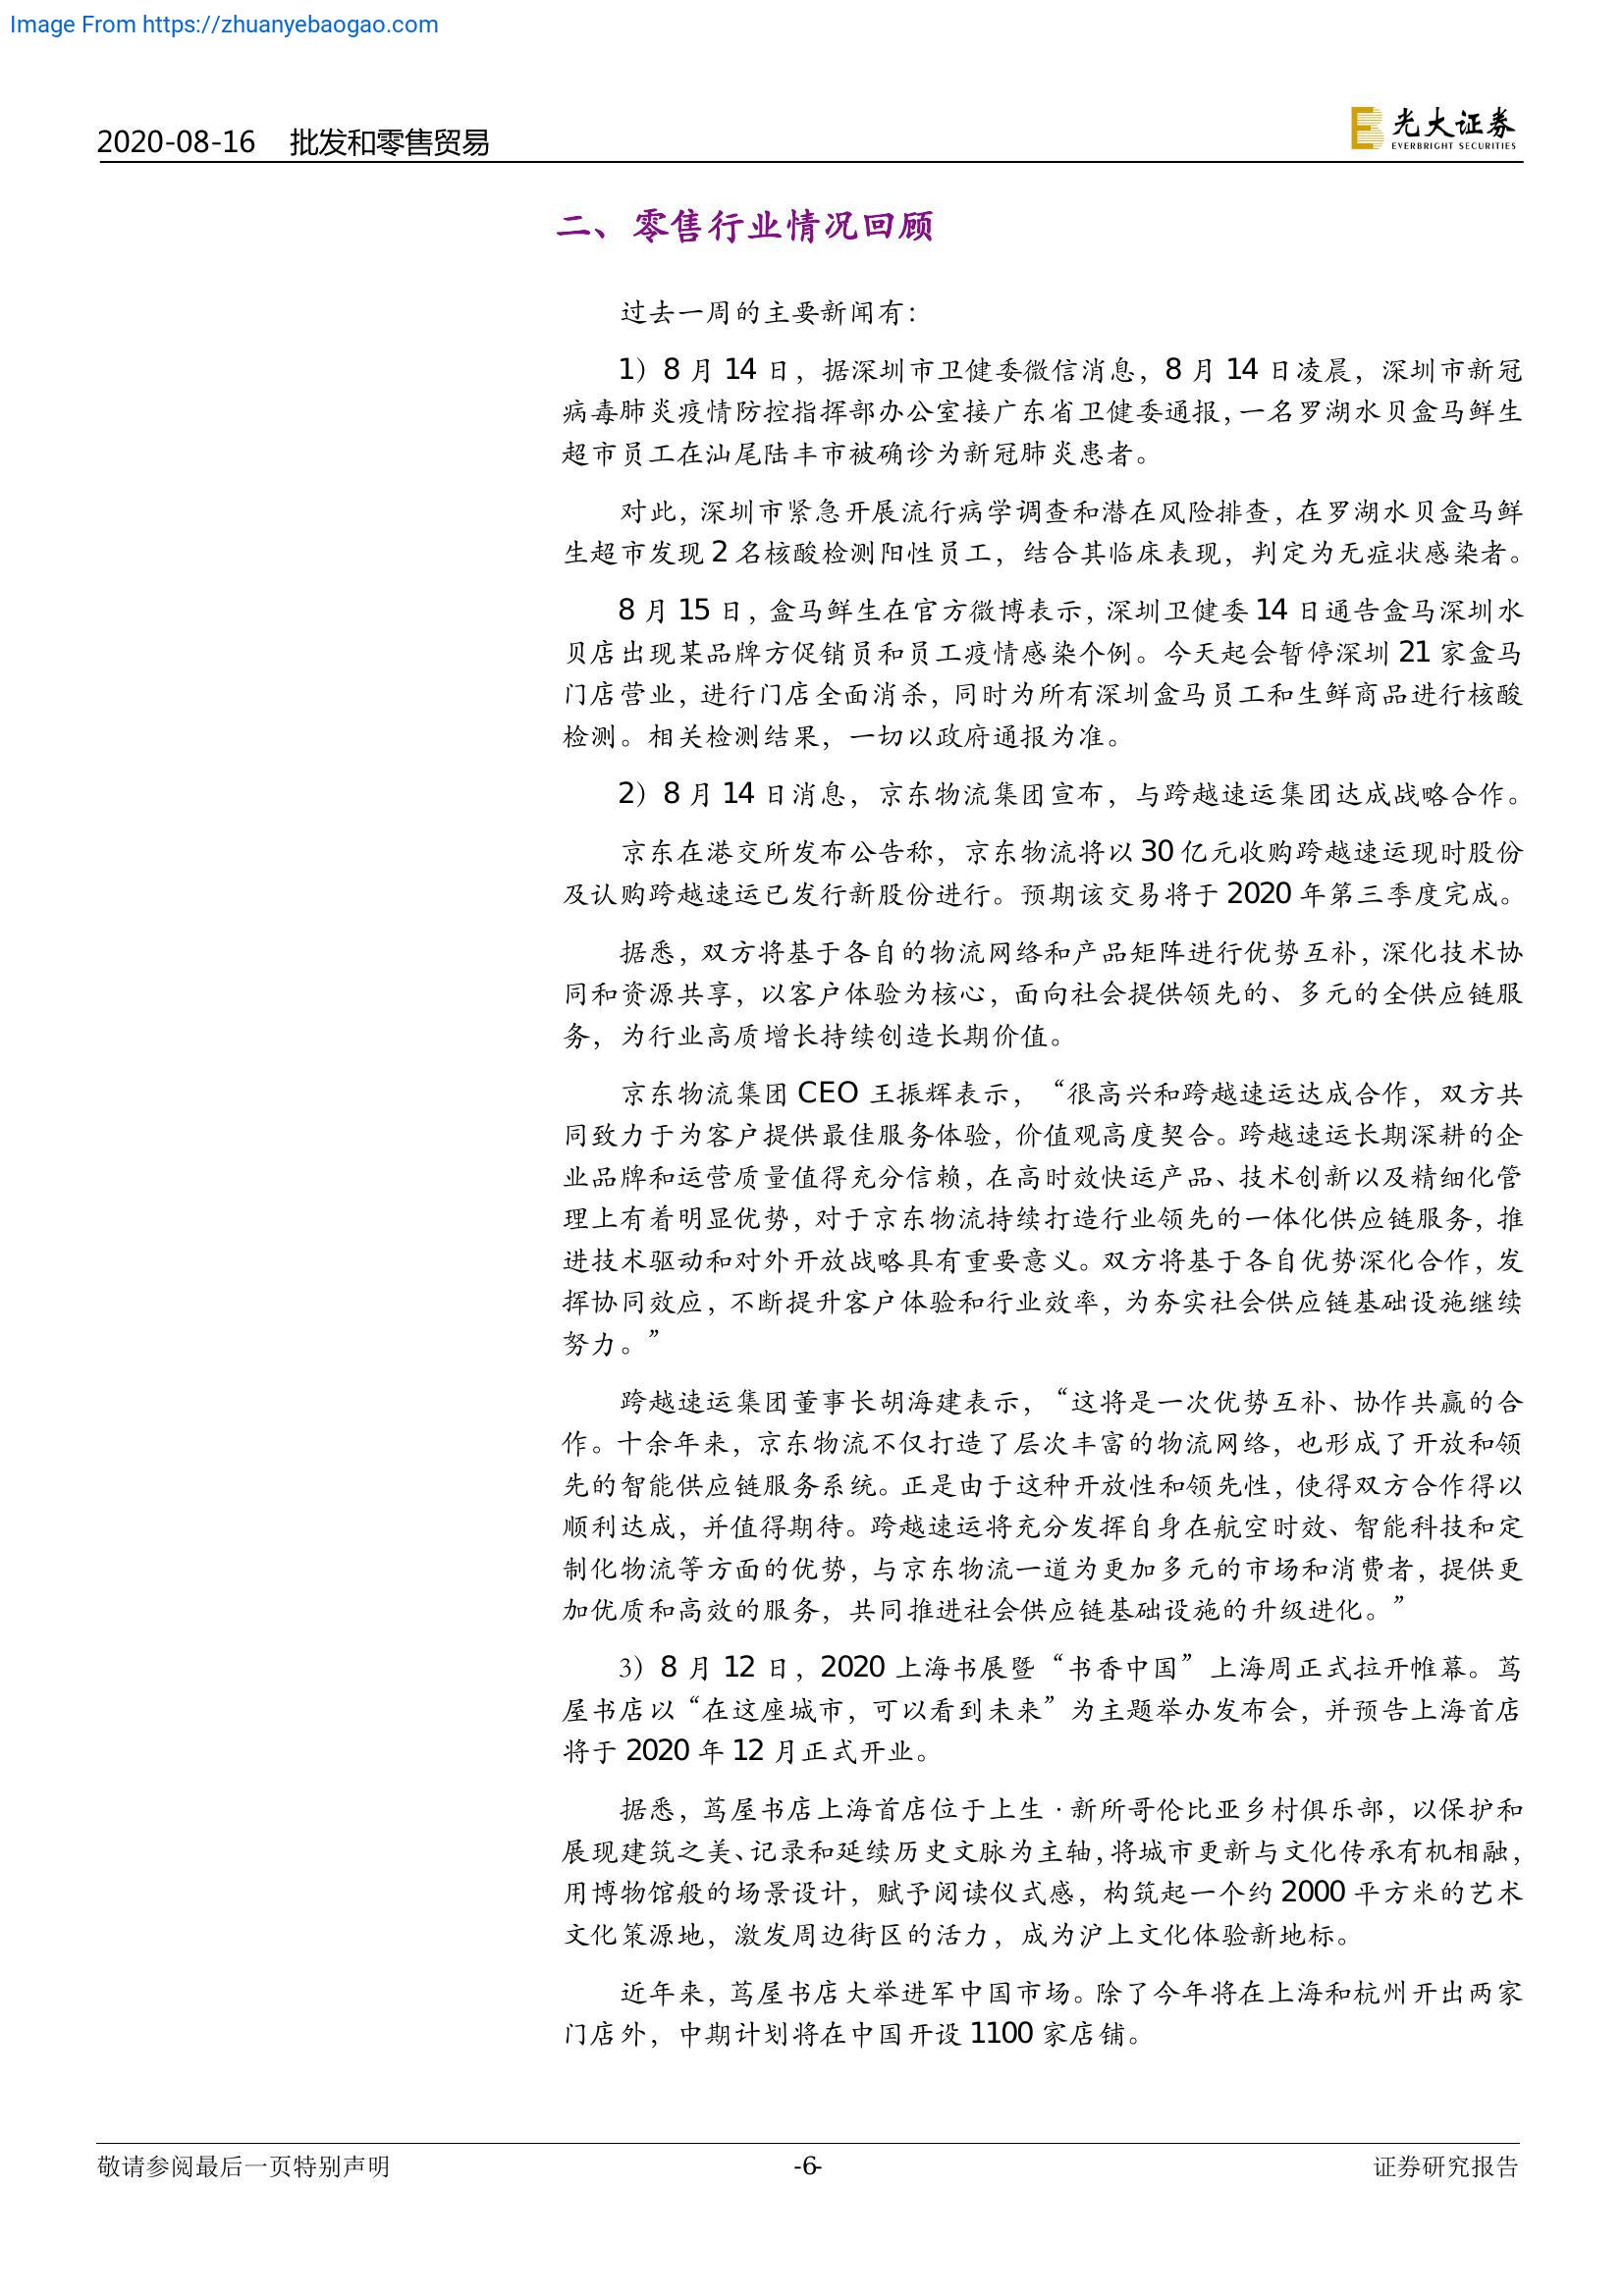 Image From https://zhuanyebaogao.com
2020-08-16 批发和零售贸易
光大证券
EVERBRIGHT SECURITIES
二、零售行业情况回顾
过去一周的主要新闻有：
1）8 月 14 日，据深圳市卫健委微信消息，8 月 14 日凌晨，深圳市新冠
病毒肺炎疫情防控指挥部办公室接广东省卫健委通报，一名罗湖水贝盒马鲜生
超市员工在汕尾陆丰市被确诊为新冠肺炎患者。
对此，深圳市紧急开展流行病学调查和潜在风险排查，在罗湖水贝盒马鲜
生超市发现 2 名核酸检测阳性员工，结合其临床表现，判定为无症状感染者。
8 月 15 日，盒马鲜生在官方微博表示，深圳卫健委 14 日通告盒马深圳水
贝店出现某品牌方促销员和员工疫情感染个例。今天起会暂停深圳 21 家盒马
门店营业，进行门店全面消杀，同时为所有深圳盒马员工和生鲜商品进行核酸
检测。相关检测结果，一切以政府通报为准。
2）8 月 14 日消息，京东物流集团宣布，与跨越速运集团达成战略合作。
京东在港交所发布公告称，京东物流将以 30 亿元收购跨越速运现时股份
及认购跨越速运已发行新股份进行。预期该交易将于 2020 年第三季度完成。
据悉，双方将基于各自的物流网络和产品矩阵进行优势互补，深化技术协
同和资源共享，以客户体验为核心，面向社会提供领先的、多元的全供应链服
务，为行业高质增长持续创造长期价值。
京东物流集团 CEO 王振辉表示，“很高兴和跨越速运达成合作，双方共
同致力于为客户提供最佳服务体验，价值观高度契合。跨越速运长期深耕的企
业品牌和运营质量值得充分信赖，在高时效快运产品、技术创新以及精细化管
理上有着明显优势，对于京东物流持续打造行业领先的一体化供应链服务，推
进技术驱动和对外开放战略具有重要意义。双方将基于各自优势深化合作，发
挥协同效应，不断提升客户体验和行业效率，为夯实社会供应链基础设施继续
努力。”
跨越速运集团董事长胡海建表示，“这将是一次优势互补、协作共赢的合
作。十余年来，京东物流不仅打造了层次丰富的物流网络，也形成了开放和领
先的智能供应链服务系统。正是由于这种开放性和领先性，使得双方合作得以
顺利达成，并值得期待。跨越速运将充分发挥自身在航空时效、智能科技和定
制化物流等方面的优势，与京东物流一道为更加多元的市场和消费者，提供更
加优质和高效的服务，共同推进社会供应链基础设施的升级进化。”
3）8 月 12 日，2020 上海书展暨“书香中国”上海周正式拉开帷幕。茑
屋书店以“在这座城市，可以看到未来”为主题举办发布会，并预告上海首店
将于 2020 年 12 月正式开业。
据悉，茑屋书店上海首店位于上生·新所哥伦比亚乡村俱乐部，以保护和
展现建筑之美、记录和延续历史文脉为主轴，将城市更新与文化传承有机相融，
用博物馆般的场景设计，赋予阅读仪式感，构筑起一个约 2000 平方米的艺术
文化策源地，激发周边街区的活力，成为沪上文化体验新地标。
近年来，茑屋书店大举进军中国市场。除了今年将在上海和杭州开出两家
门店外，中期计划将在中国开设 1100 家店铺。
敬请参阅最后一页特别声明 -6- 证券研究报告